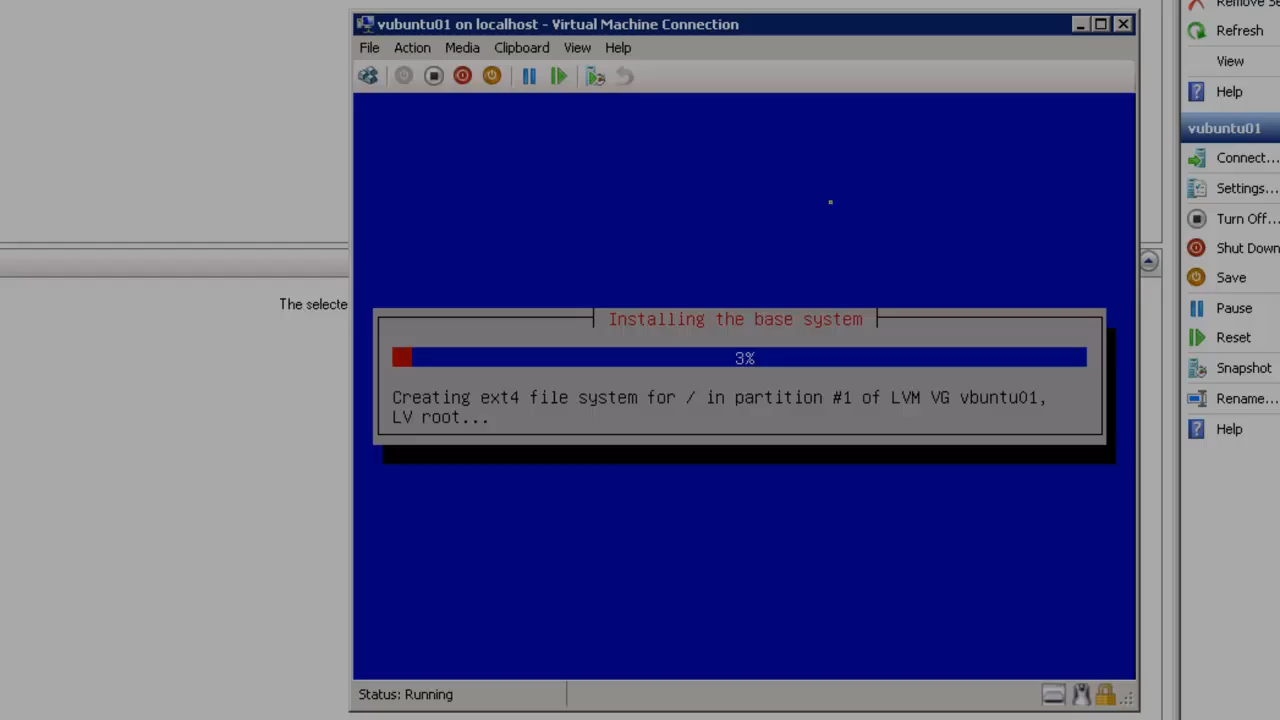 vubuntu01 on localhost - Virtual Machine Connection
File Action Media Clipboard View Help
The selecte
Installing the base system
3%
Creating ext4 file system for / in partition #1 of LVM VG vbuntu01,
LV root...
Status: Running
Remove Se
Refresh
View
Help
vubuntu01
Connect...
Settings...
Turn Off...
Shut Down
Save
Pause
Reset
Snapshot
Rename...
Help